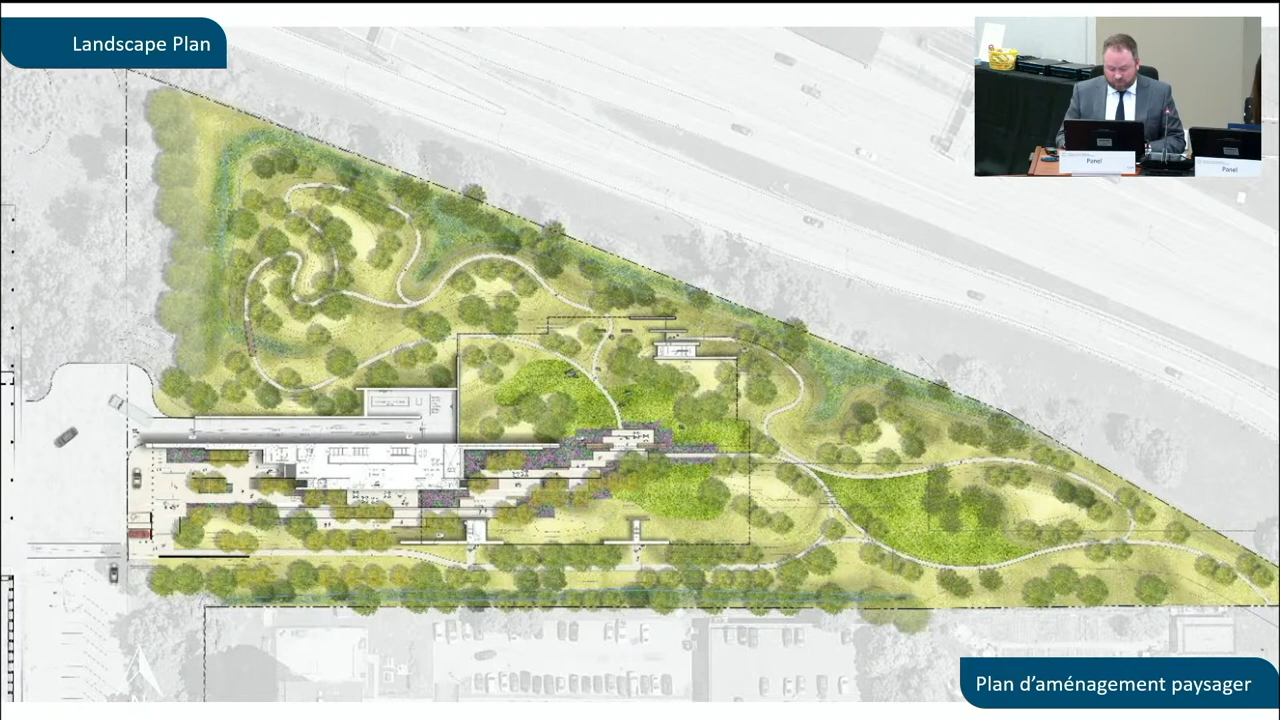 Landscape Plan
Panel
Panel
Plan d'aménagement paysager